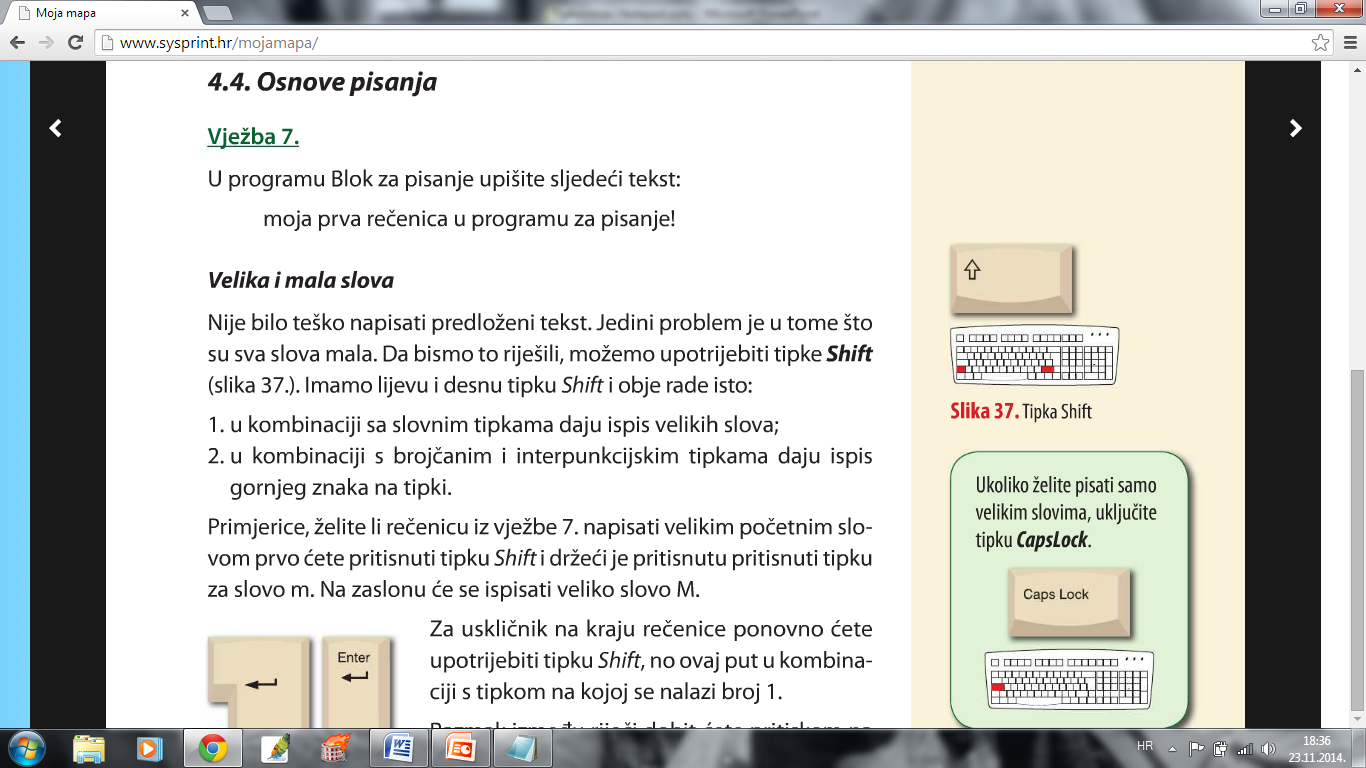 Moja mapa
www.sysprint.hr/mojamapa/
4.4. Osnove pisanja
Vježba 7.
U programu Blok za pisanje upišite sljedeći tekst:
moja prva rečenica u programu za pisanje!
Velika i mala slova
Nije bilo teško napisati predloženi tekst. Jedini problem je u tome što
su sva slova mala. Da bismo to riješili, možemo upotrijebiti tipke Shift
(slika 37.). Imamo lijevu i desnu tipku Shift i obje rade isto:
1. u kombinaciji sa slovnim tipkama daju ispis velikih slova;
2. u kombinaciji s brojčanim i interpunkcijskim tipkama daju ispis
gornjeg znaka na tipki.
Primjerice, želite li rečenicu iz vježbe 7. napisati velikim početnim slo-
vom prvo ćete pritisnuti tipku Shift i držeći je pritisnutu pritisnuti tipku
za slovo m. Na zaslonu će se ispisati veliko slovo M.
Enter
Za uskličnik na kraju rečenice ponovno ćete
upotrijebiti tipku Shift, no ovaj put u kombina-
ciji s tipkom na kojoj se nalazi broj 1.
Slika 37. Tipka Shift
Ukoliko želite pisati samo
velikim slovima, uključite
tipku CapsLock.
Caps Lock
HR
18:36
23.11.2014.